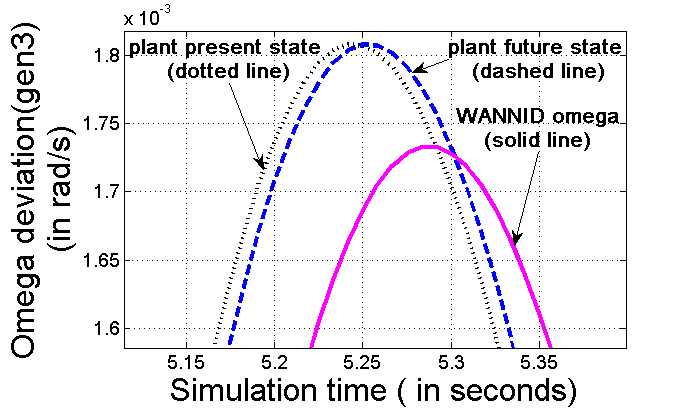 x 10-3
1.8
1.75
1.7
1.65
1.6
plant present state
(dotted line)
plant future state
(dashed line)
WANNID omega
(solid line)
Omega deviation(gen3)
(in rad/s)
5.15
5.2
5.25
5.3
5.35
Simulation time ( in seconds)